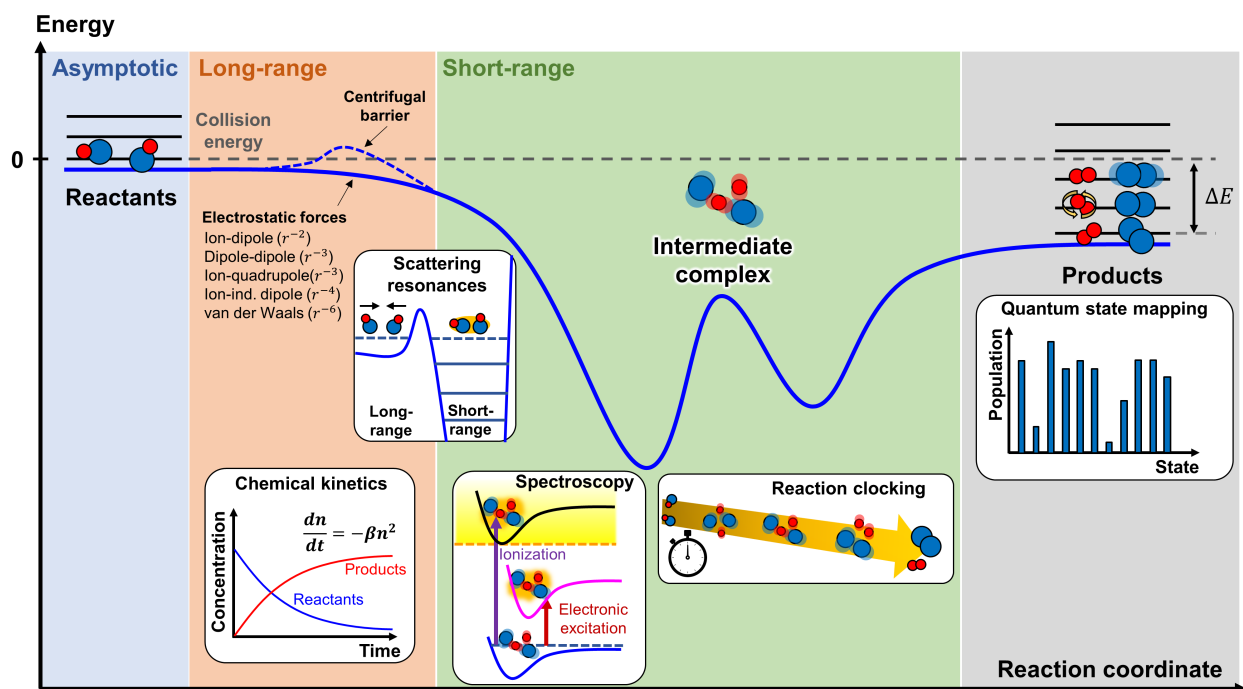 Energy
Asymptotic
Long-range
Short-range
Centrifugal
barrier
Collision
energy
0
Reactants
Electrostatic forces
Ion-dipole (r⁻²)
Dipole-dipole (r⁻³)
Ion-quadrupole(r⁻³)
Ion-ind. dipole (r⁻⁴)
van der Waals (r⁻⁶)
Scattering
resonances
Long-
range
Short-
range
Intermediate
complex
ΔE
Products
Quantum state mapping
Population
State
Chemical kinetics
dn/dt = −βn²
Concentration
Products
Reactants
Time
Spectroscopy
Ionization
Electronic
excitation
Reaction clocking
Reaction coordinate